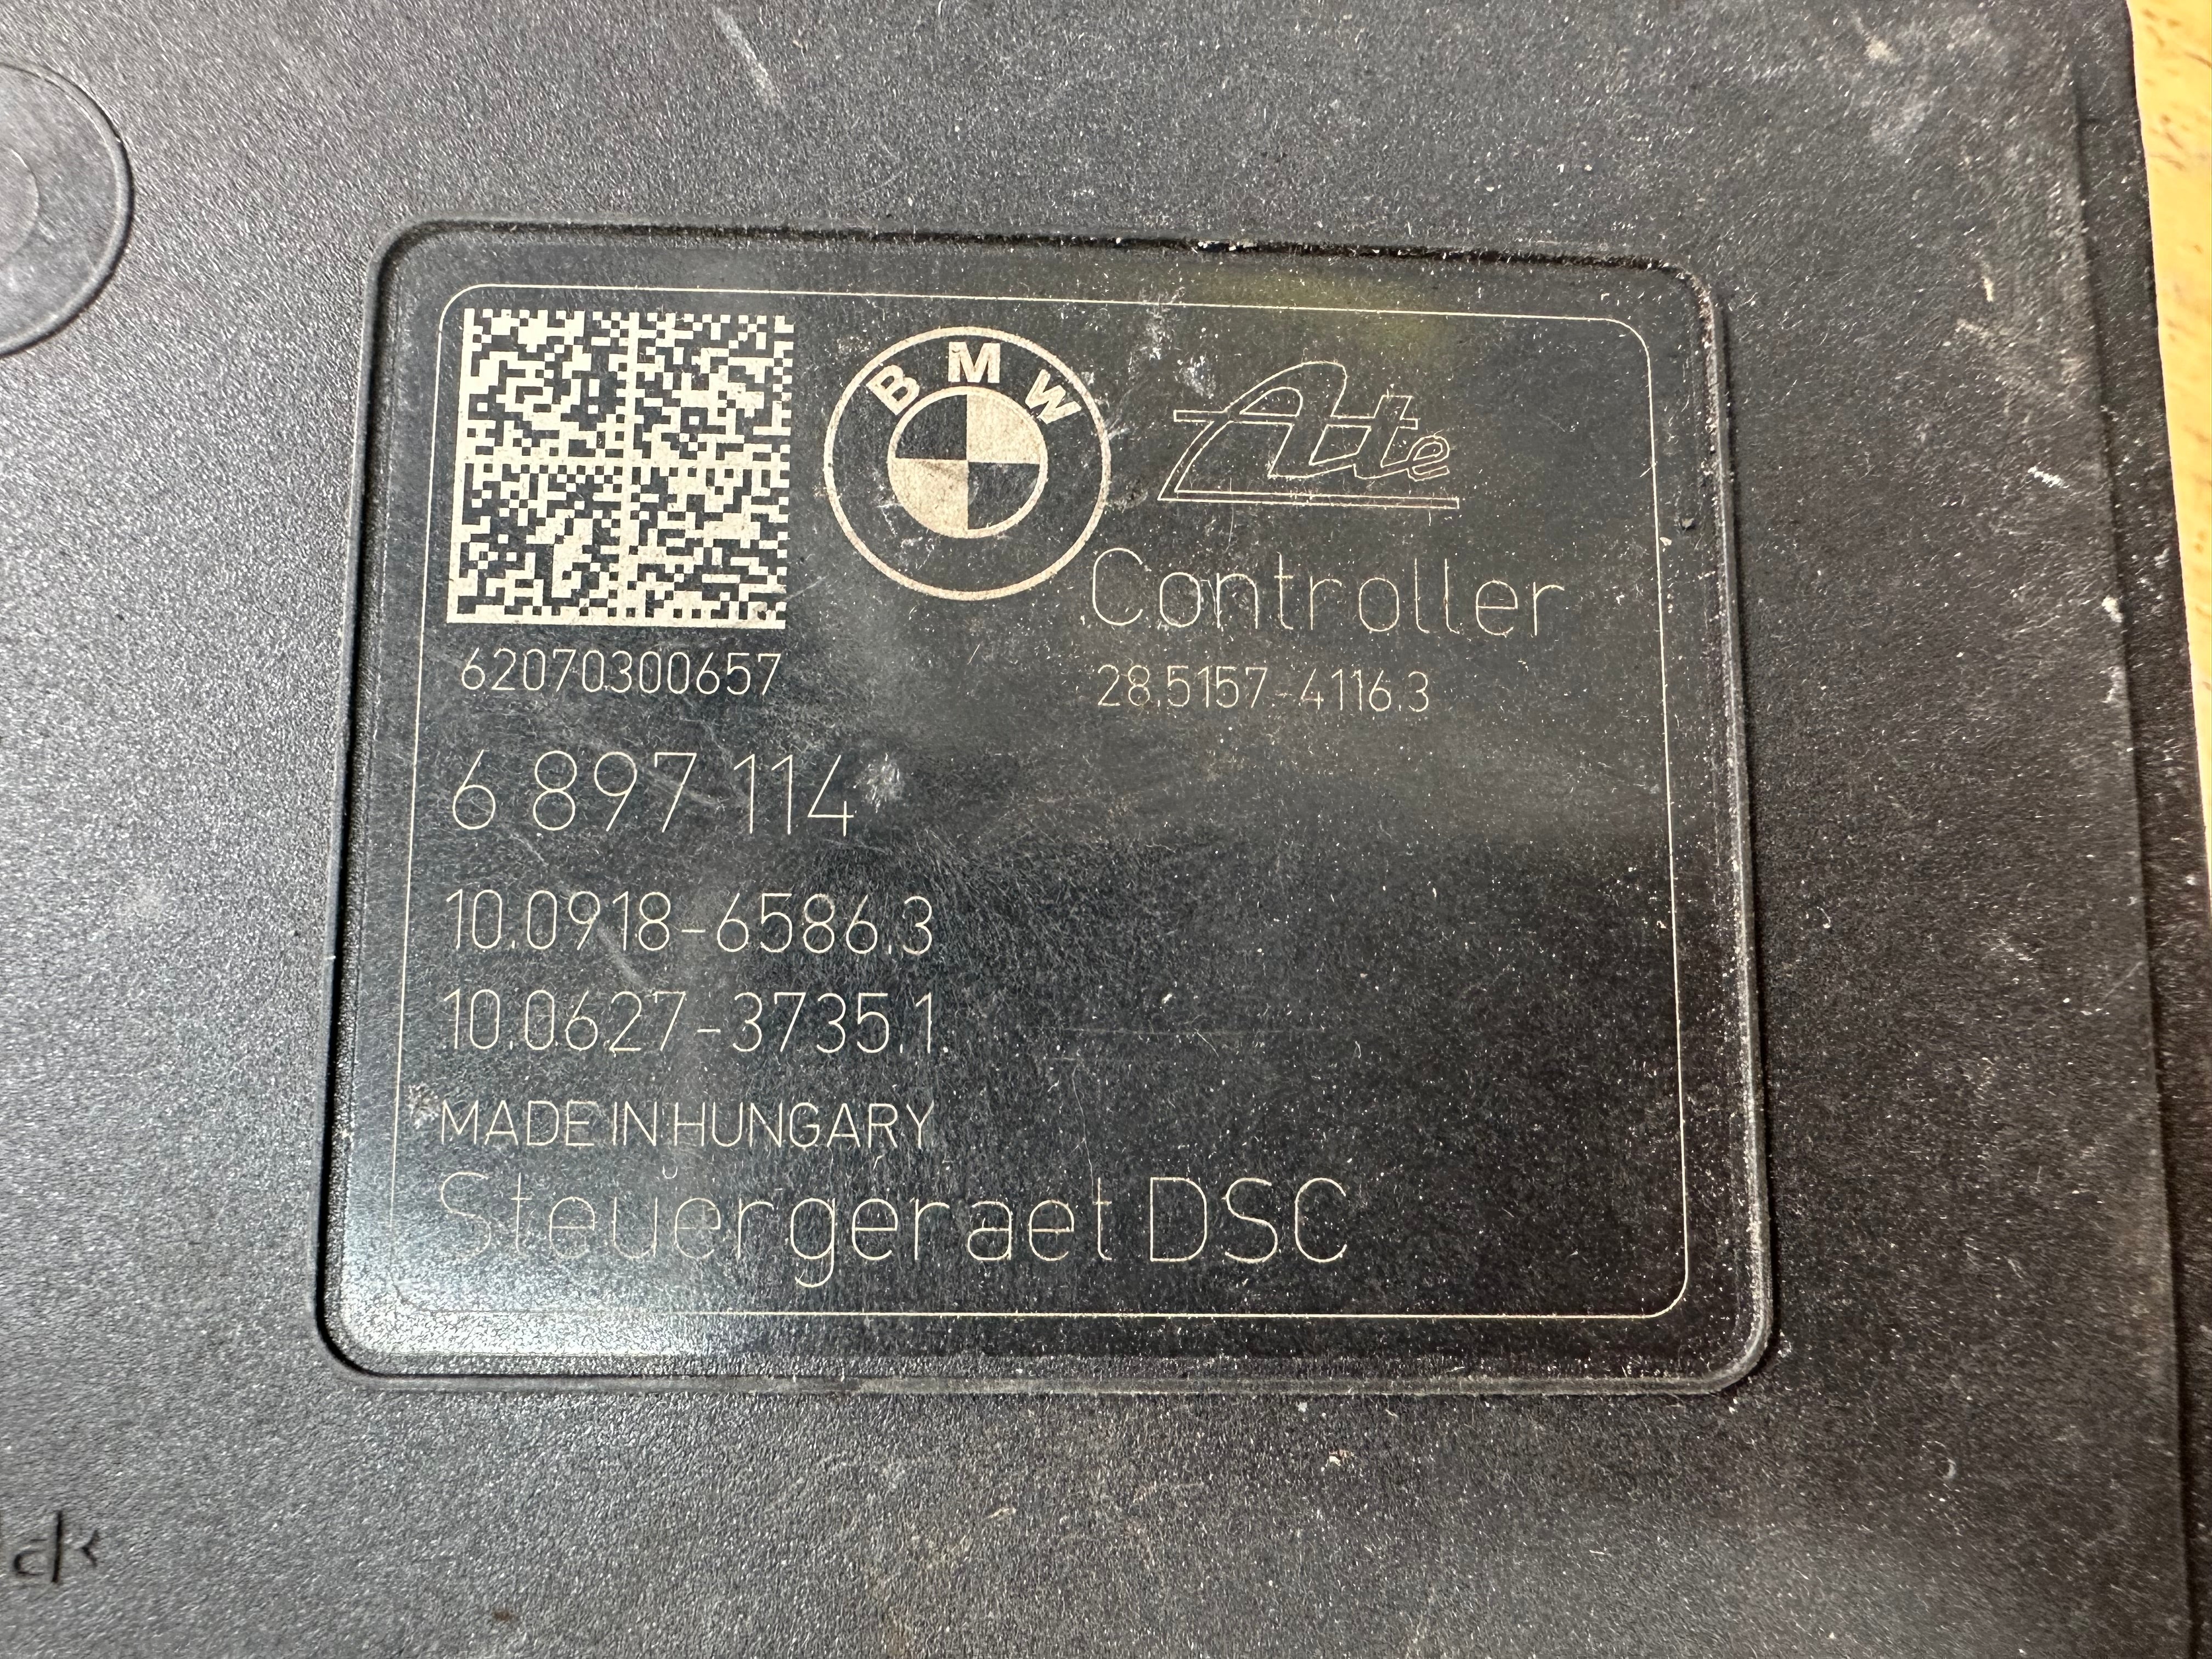 BMW
Ate
Controller
62070300657
28.5157-4116.3
6 897 114
10.0918-6586.3
10.0627-3735.1
MADE IN HUNGARY
Steuergeraet DSC